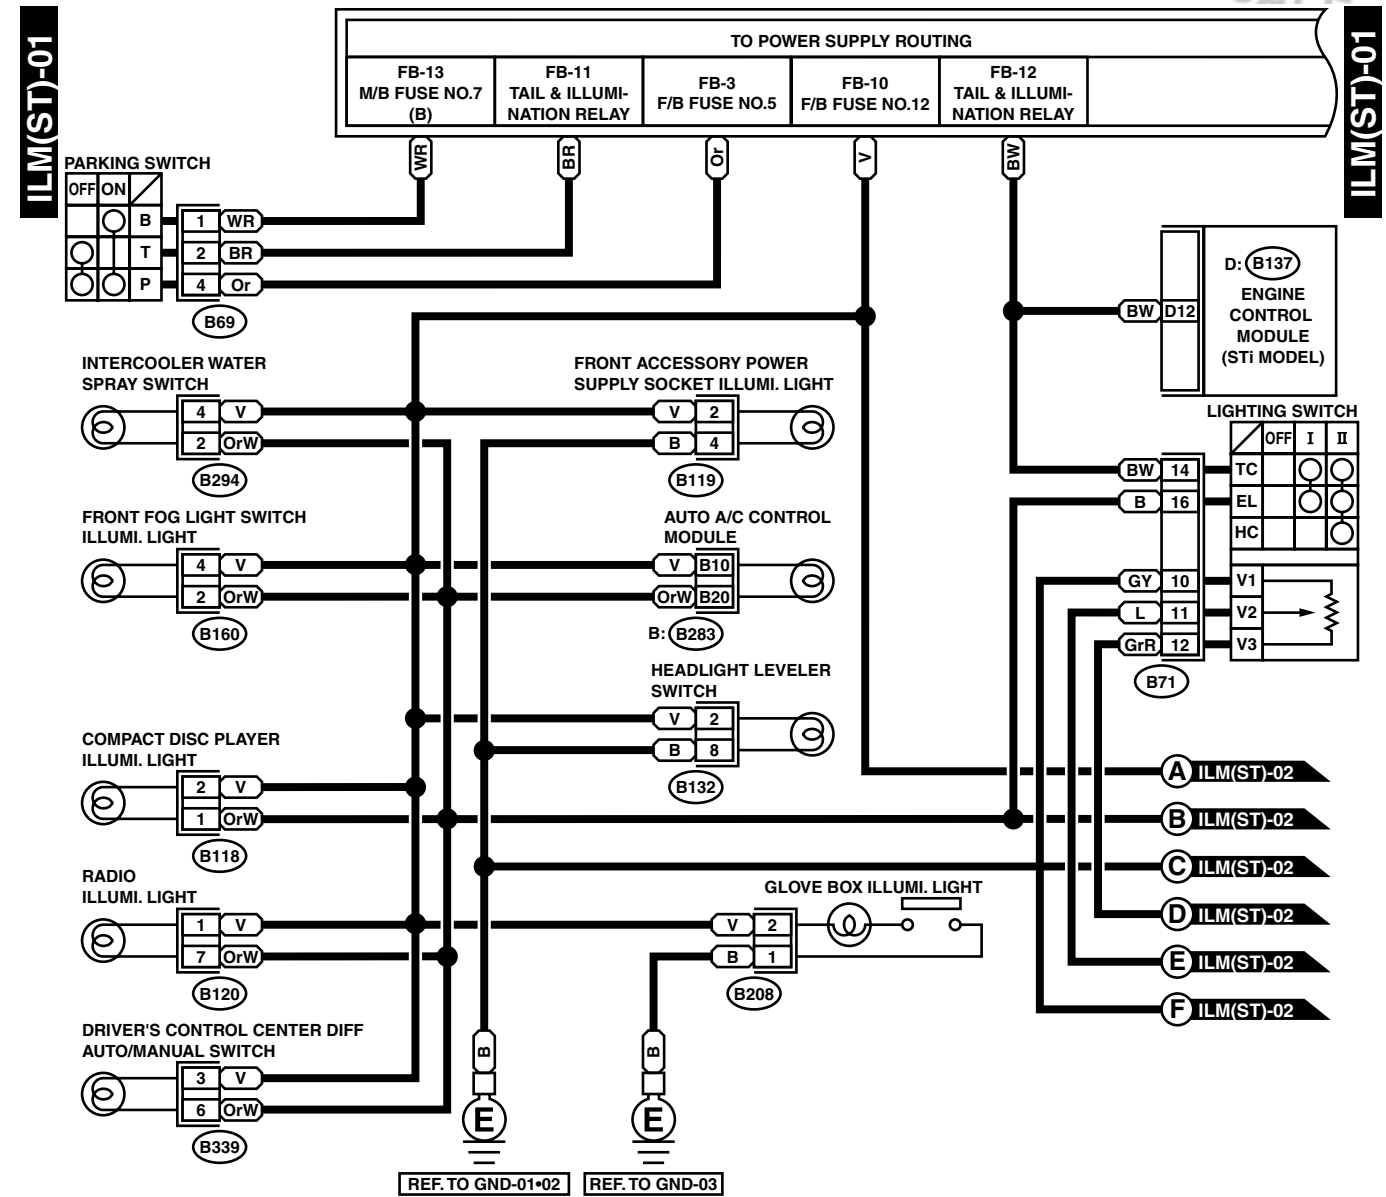 ILM(ST)-01
ILM(ST)-01
TO POWER SUPPLY ROUTING
FB-13
M/B FUSE NO.7
(B)
FB-11
TAIL & ILLUMI-
NATION RELAY
FB-3
F/B FUSE NO.5
FB-10
F/B FUSE NO.12
FB-12
TAIL & ILLUMI-
NATION RELAY
WR
BR
Or
V
BW
PARKING SWITCH
OFF ON
B 1 WR
T 2 BR
P 4 Or
B69
D: B137
ENGINE
CONTROL
MODULE
(STi MODEL)
BW D12
INTERCOOLER WATER
SPRAY SWITCH
4 V
2 OrW
B294
FRONT ACCESSORY POWER
SUPPLY SOCKET ILLUMI. LIGHT
V 2
B 4
B119
LIGHTING SWITCH
OFF I II
BW 14 TC
B 16 EL
HC
GY 10 V1
L 11 V2
GrR 12 V3
B71
FRONT FOG LIGHT SWITCH
ILLUMI. LIGHT
4 V
2 OrW
B160
AUTO A/C CONTROL
MODULE
V B10
OrW B20
B: B283
HEADLIGHT LEVELER
SWITCH
V 2
B 8
B132
COMPACT DISC PLAYER
ILLUMI. LIGHT
2 V
1 OrW
B118
A ILM(ST)-02
B ILM(ST)-02
C ILM(ST)-02
D ILM(ST)-02
E ILM(ST)-02
F ILM(ST)-02
RADIO
ILLUMI. LIGHT
1 V
7 OrW
B120
GLOVE BOX ILLUMI. LIGHT
V 2
B 1
B208
DRIVER'S CONTROL CENTER DIFF
AUTO/MANUAL SWITCH
3 V
6 OrW
B339
B
E
REF. TO GND-01•02
B
E
REF. TO GND-03